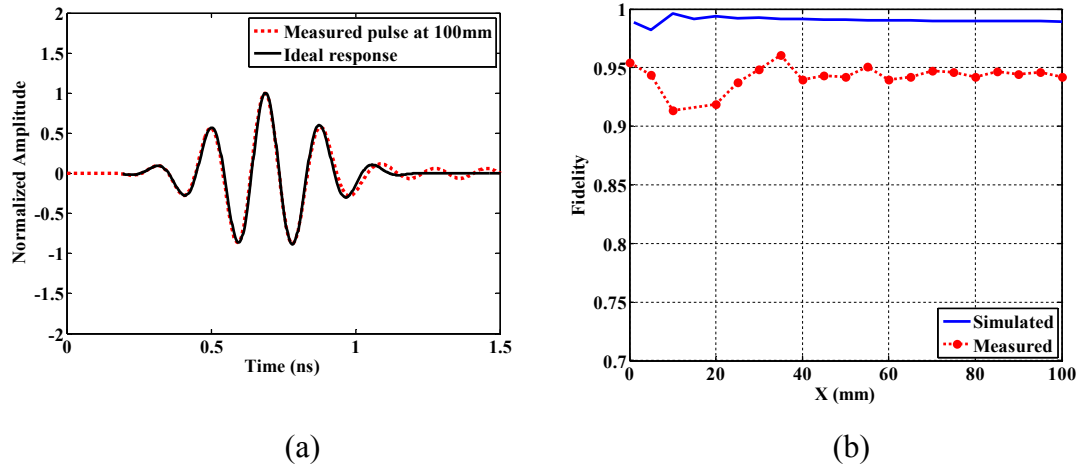 Measured pulse at 100mm
Ideal response
Normalized Amplitude
2
1.5
1
0.5
0
-0.5
-1
-1.5
-2
0
0.5
1
1.5
Time (ns)
(a)
Fidelity
1
0.95
0.9
0.95
0.8
0.75
0.7
Simulated
Measured
0
20
40
60
80
100
X (mm)
(b)